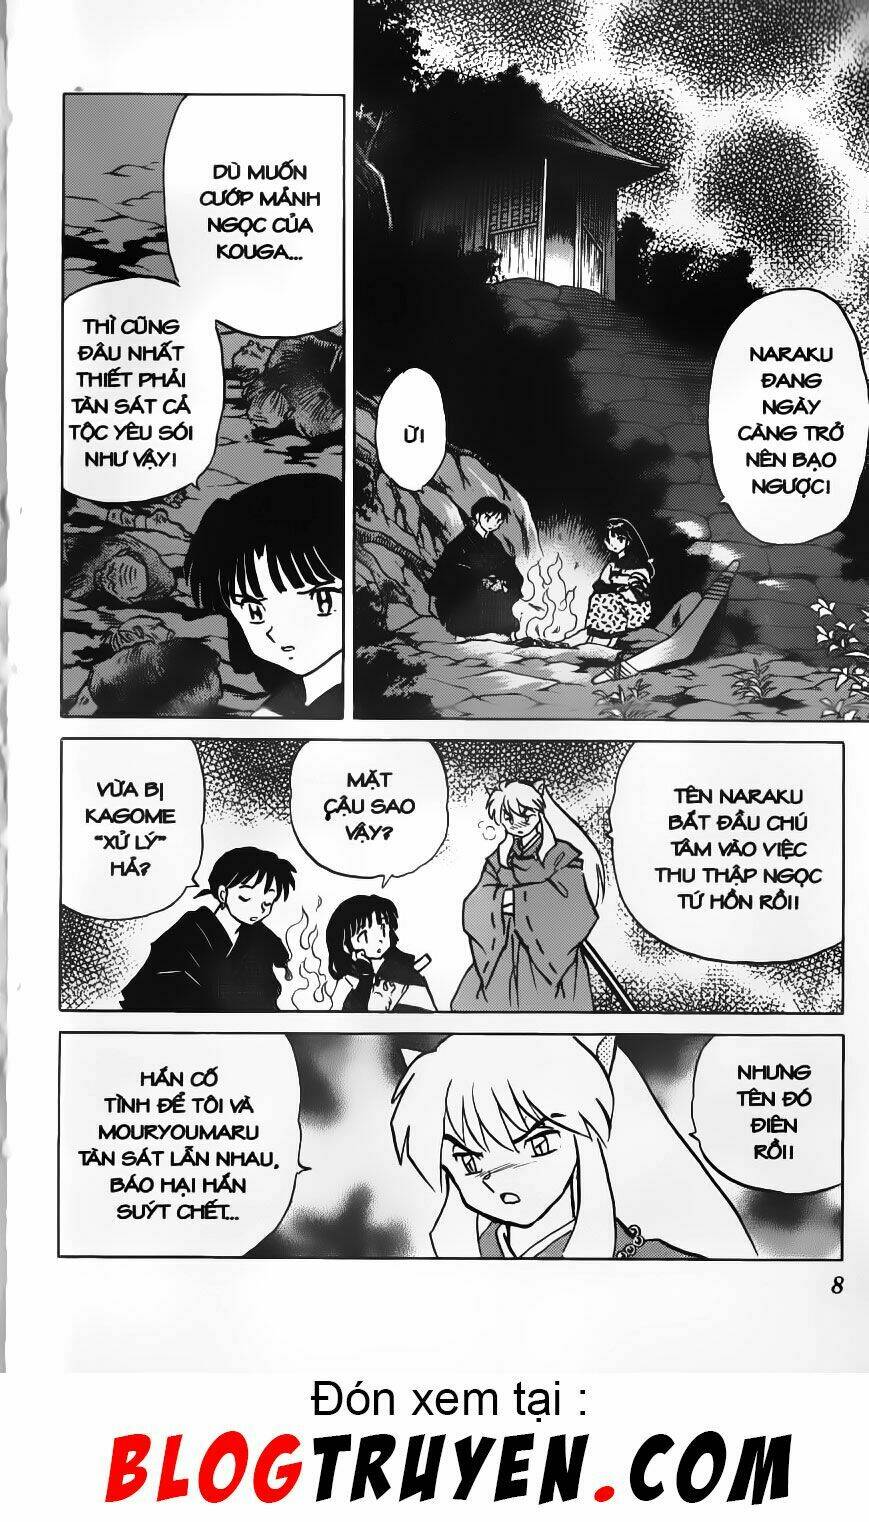 NARAKU
ĐANG
NGÀY
CÀNG TRỞ
NÊN BẠO
NGƯỢC!
Ừ!
DÙ MUỐN
CƯỚP MẢNH
NGỌC CỦA
KOUGA...
THÌ CŨNG
ĐÂU NHẤT
THIẾT PHẢI
TÀN SÁT CẢ
TỘC YÊU SÓI
NHƯ VẬY!
TÊN NARAKU
BẮT ĐẦU CHÚ
TÂM VÀO VIỆC
THU THẬP NGỌC
TỨ HỒN RỒI!!
MẶT
CẬU SAO
VẬY?
VỪA BỊ
KAGOME
"XỬ LÝ"
HẢ?
NHƯNG
TÊN ĐÓ
ĐIÊN
RỒI!!
HẮN CỐ
TÌNH ĐỂ TÔI VÀ
MOURYOUMARU
TÀN SÁT LẪN NHAU,
BÁO HẠI HẮN
SUÝT CHẾT...
8
Đón xem tại :
BLOGTRUYEN.COM